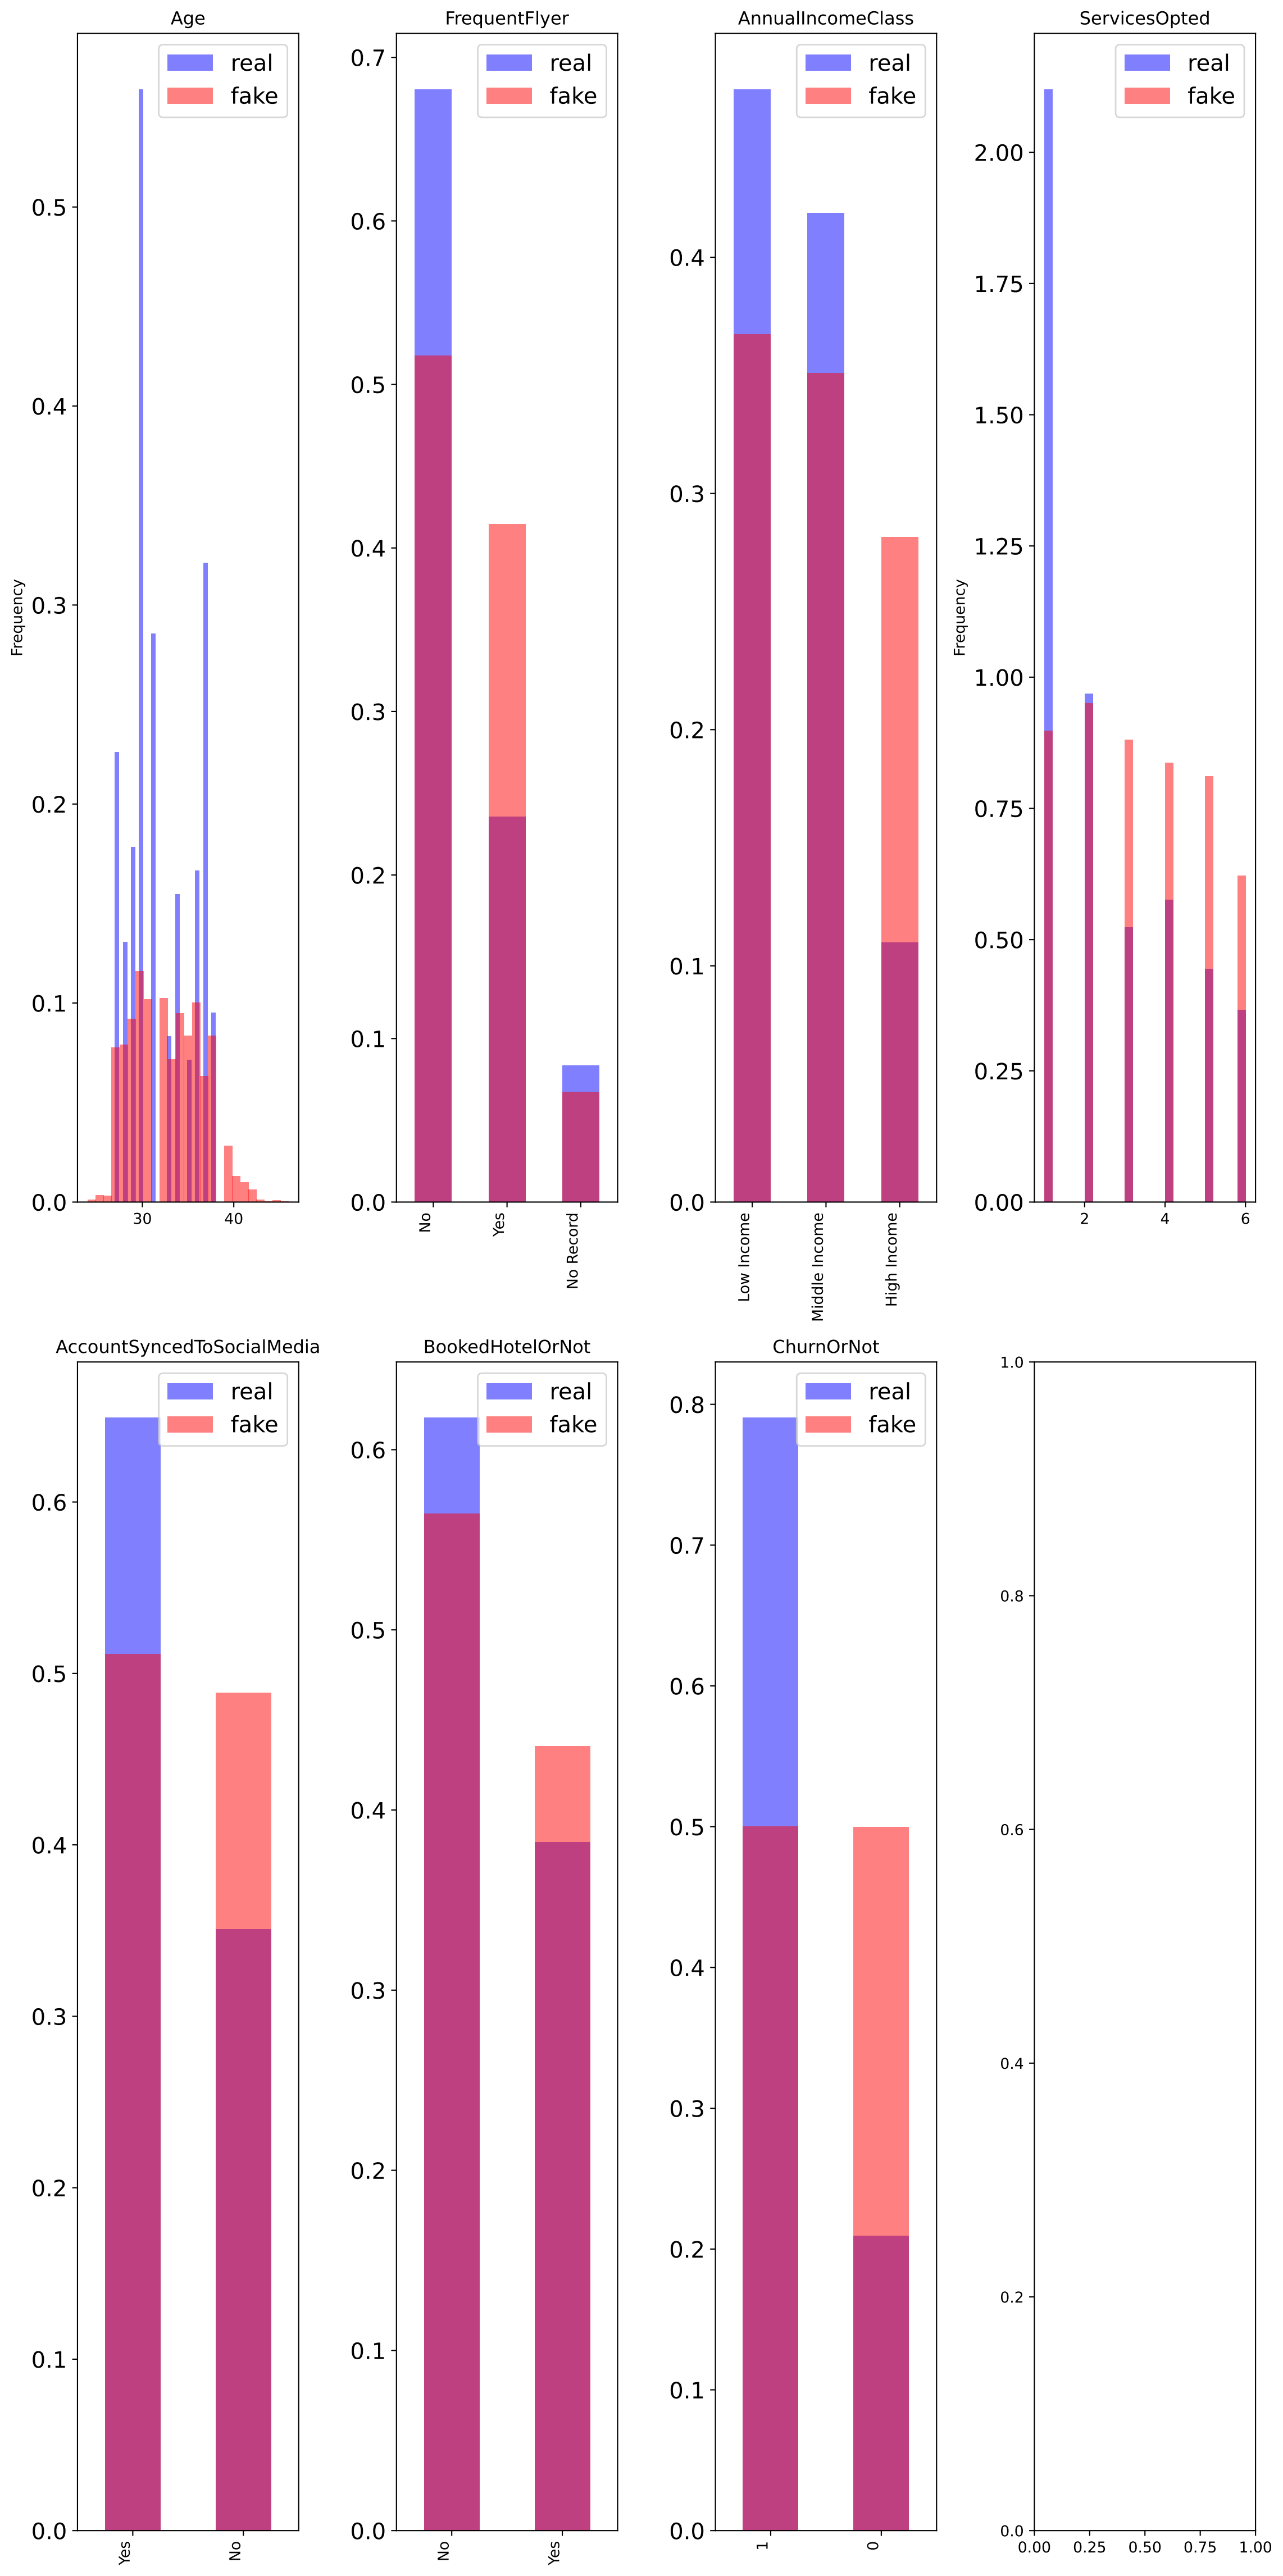 Age
real
fake
Frequency
0.5
0.4
0.3
0.2
0.1
0.0
30 40
FrequentFlyer
real
fake
0.7
0.6
0.5
0.4
0.3
0.2
0.1
0.0
No
Yes
No Record
AnnualIncomeClass
real
fake
0.4
0.3
0.2
0.1
0.0
Low Income
Middle Income
High Income
ServicesOpted
real
fake
Frequency
2.00
1.75
1.50
1.25
1.00
0.75
0.50
0.25
0.00
2 4 6
AccountSyncedToSocialMedia
real
fake
0.6
0.5
0.4
0.3
0.2
0.1
0.0
Yes
No
BookedHotelOrNot
real
fake
0.6
0.5
0.4
0.3
0.2
0.1
0.0
No
Yes
ChurnOrNot
real
fake
0.8
0.7
0.6
0.5
0.4
0.3
0.2
0.1
0.0
1
0
1.0
0.8
0.6
0.4
0.2
0.0
0.00 0.25 0.50 0.75 1.00